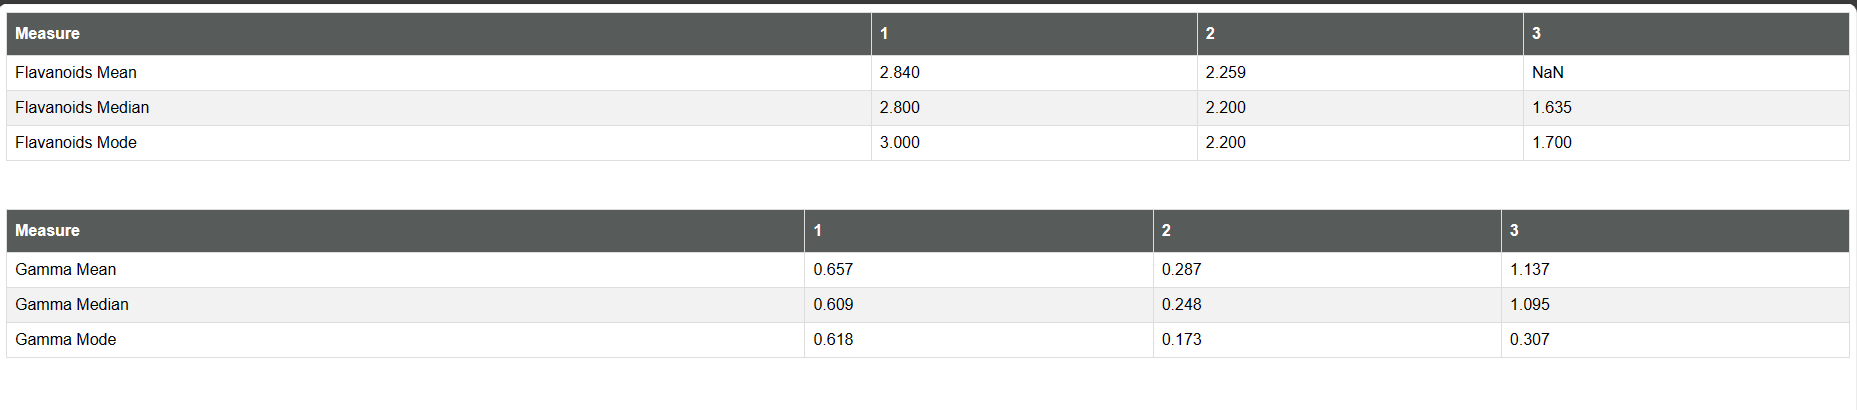 Measure 1 2 3
Flavanoids Mean 2.840 2.259 NaN
Flavanoids Median 2.800 2.200 1.635
Flavanoids Mode 3.000 2.200 1.700
Measure 1 2 3
Gamma Mean 0.657 0.287 1.137
Gamma Median 0.609 0.248 1.095
Gamma Mode 0.618 0.173 0.307